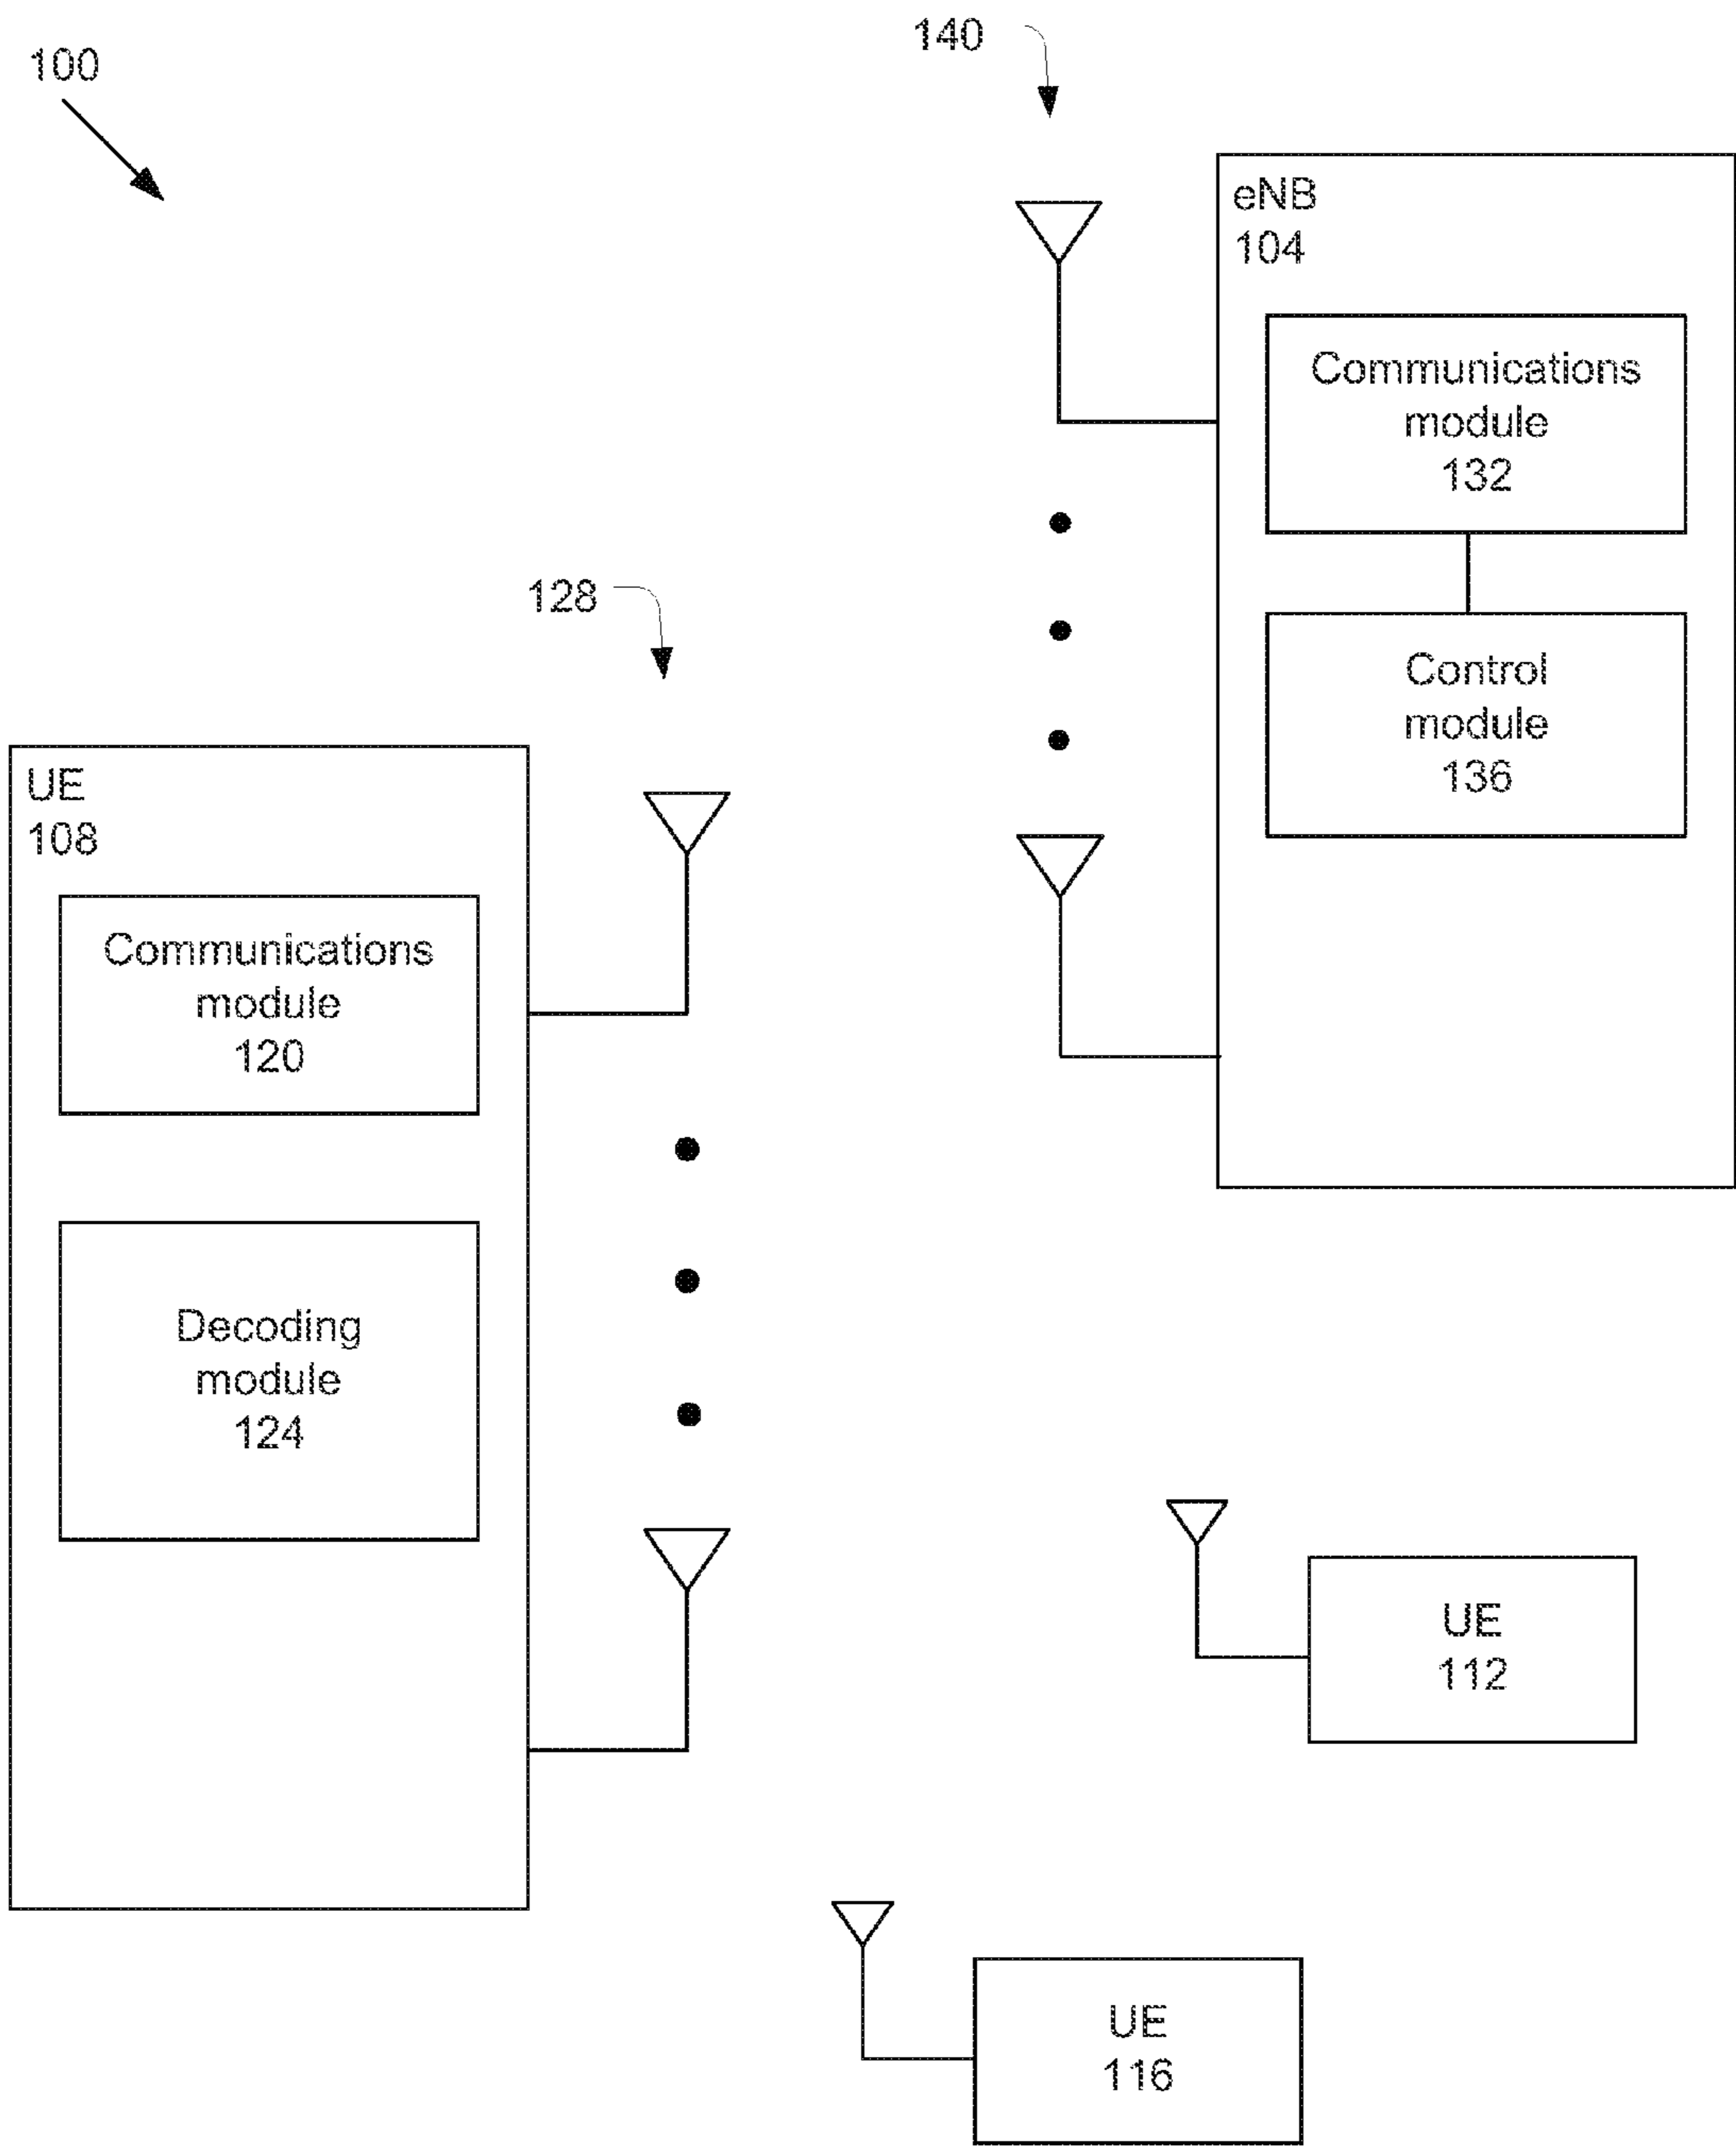 100
140
eNB
104
Communications
module
132
Control
module
136
128
UE
108
Communications
module
120
Decoding
module
124
UE
112
UE
116